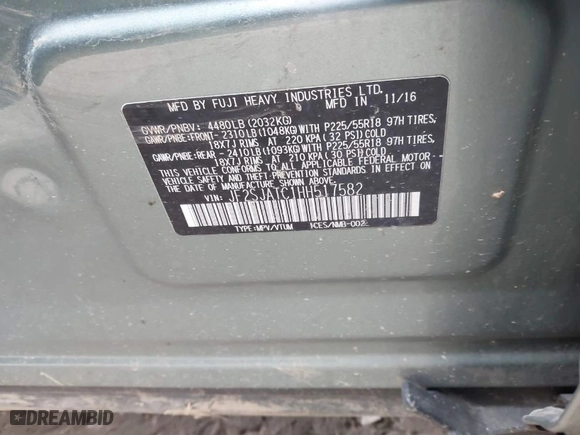 MFD BY FUJI HEAVY INDUSTRIES LTD.
MFD IN 11/16
GVWR/PNBV: 4480LB (2032KG)
GAWR/PNBE-FRONT - 2310LB (1048KG) WITH P225/55R18 97H TIRES,
18X7J RIMS AT 220 KPA (32 PSI) COLD
GAWR/PNBE-REAR - 2410LB (1093KG) WITH P225/55R18 97H TIRES,
18X7J RIMS AT 210 KPA (30 PSI) COLD
THIS VEHICLE CONFORMS TO ALL APPLICABLE FEDERAL MOTOR
VEHICLE SAFETY STANDARDS IN EFFECT ON THE DATE OF
MANUFACTURE SHOWN ABOVE.
VIN: JF2SJATC1HH517582
TYPE:MPV/VTUM ICES/NMB-002
DREAMBID